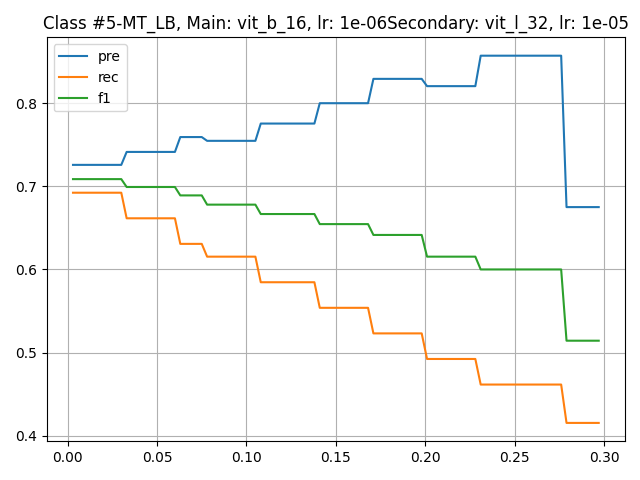 Class #5-MT_LB, Main: vit_b_16, lr: 1e-06Secondary: vit_l_32, lr: 1e-05
pre
rec
f1
0.8
0.7
0.6
0.5
0.4
0.00 0.05 0.10 0.15 0.20 0.25 0.30